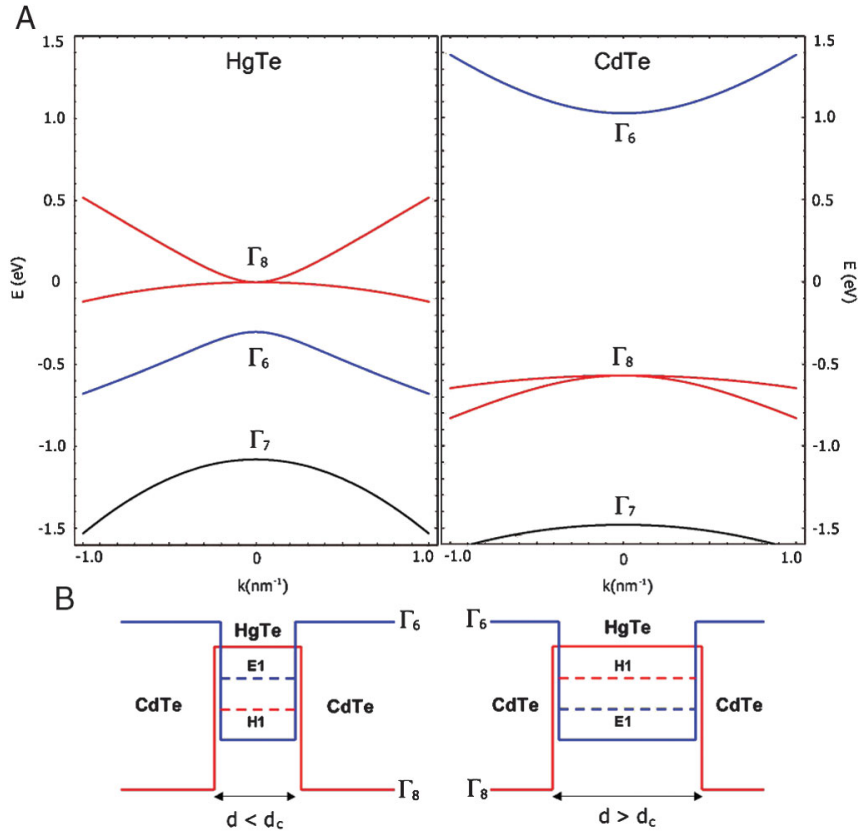 A
HgTe
CdTe
1.5
1.0
0.5
0
-0.5
-1.0
-1.5
E (eV)
Γ8
Γ6
Γ7
-1.0 0 1.0
k(nm⁻¹)
Γ6
Γ8
Γ7
1.5
1.0
0.5
0
-0.5
-1.0
-1.5
E (eV)
-1.0 0 1.0
k(nm⁻¹)
B
HgTe
Γ6
E1
CdTe
CdTe
H1
Γ8
d < dc
Γ6
HgTe
H1
CdTe
CdTe
E1
Γ8
d > dc